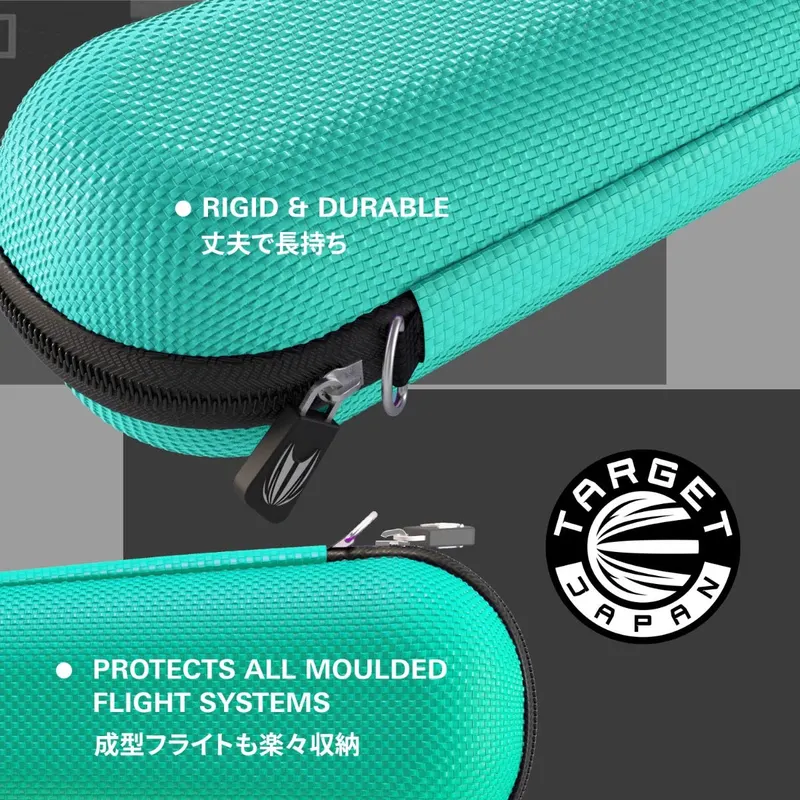 RIGID & DURABLE
丈夫で長持ち
TARGET
JAPAN
PROTECTS ALL MOULDED
FLIGHT SYSTEMS
成型フライトも楽々収納